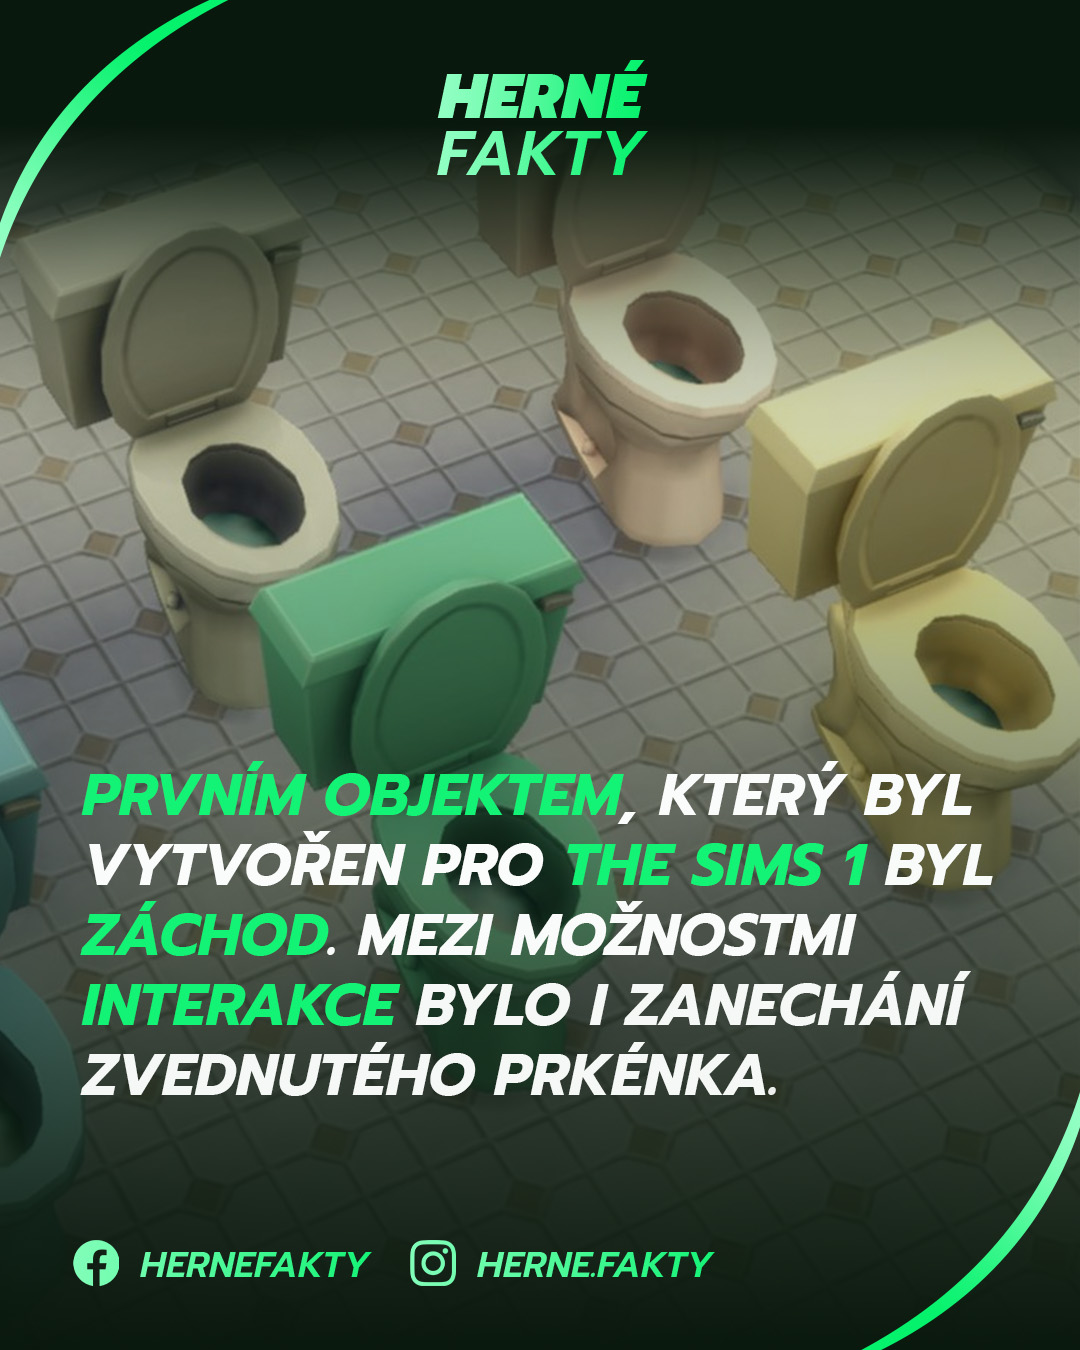 HERNÉ
FAKTY
PRVNÍM OBJEKTEM, KTERÝ BYL
VYTVOŘEN PRO THE SIMS 1 BYL
ZÁCHOD. MEZI MOŽNOSTMI
INTERAKCE BYLO I ZANECHÁNÍ
ZVEDNUTÉHO PRKÉNKA.
HERNEFAKTY HERNE.FAKTY